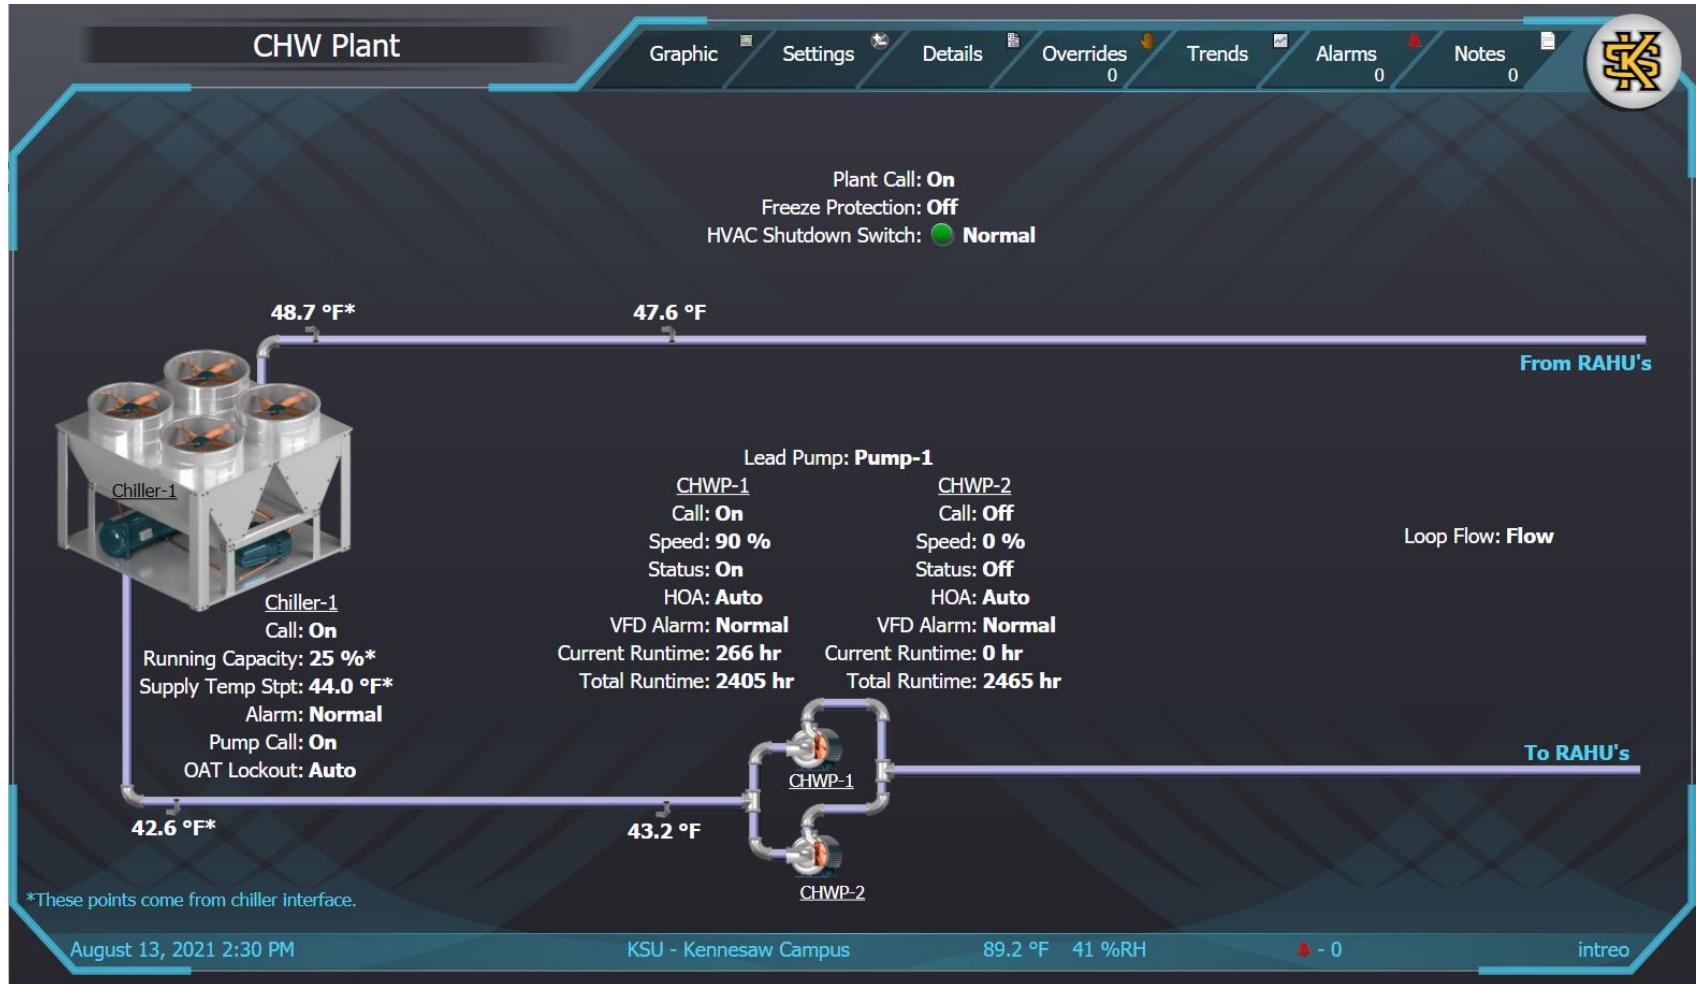 CHW Plant
Graphic
Settings
Details
Overrides
0
Trends
Alarms
0
Notes
0
KS
Plant Call: On
Freeze Protection: Off
HVAC Shutdown Switch: Normal
48.7 °F*
47.6 °F
From RAHU's
Chiller-1
Lead Pump: Pump-1
CHWP-1
Call: On
Speed: 90 %
Status: On
HOA: Auto
VFD Alarm: Normal
Current Runtime: 266 hr
Total Runtime: 2405 hr
CHWP-2
Call: Off
Speed: 0 %
Status: Off
HOA: Auto
VFD Alarm: Normal
Current Runtime: 0 hr
Total Runtime: 2465 hr
Loop Flow: Flow
Chiller-1
Call: On
Running Capacity: 25 %*
Supply Temp Stpt: 44.0 °F*
Alarm: Normal
Pump Call: On
OAT Lockout: Auto
To RAHU's
CHWP-1
42.6 °F*
43.2 °F
CHWP-2
*These points come from chiller interface.
August 13, 2021 2:30 PM
KSU - Kennesaw Campus
89.2 °F 41 %RH
- 0
intreo